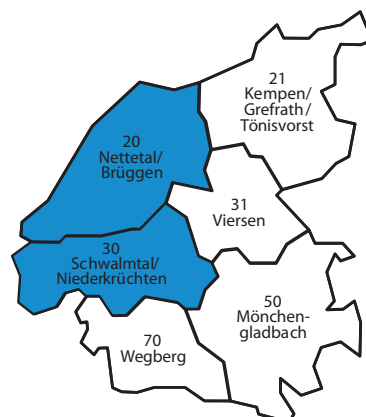 21
Kempen/
Grefrath/
Tönisvorst
20
Nettetal/
Brüggen
31
Viersen
30
Schwalmtal/
Niederkrüchten
50
Mönchen-
gladbach
70
Wegberg